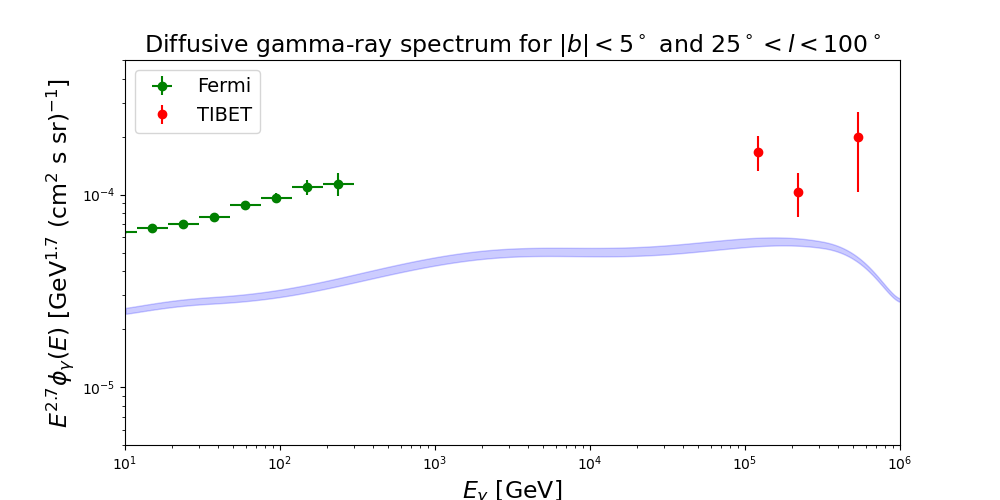 Diffusive gamma-ray spectrum for |b| < 5° and 25° < l < 100°
Fermi
TIBET
E^2.7 ϕ_γ(E) [GeV^1.7 (cm² s sr)^−1]
10^−4
10^−5
10^1 10^2 10^3 10^4 10^5 10^6
E_γ [GeV]